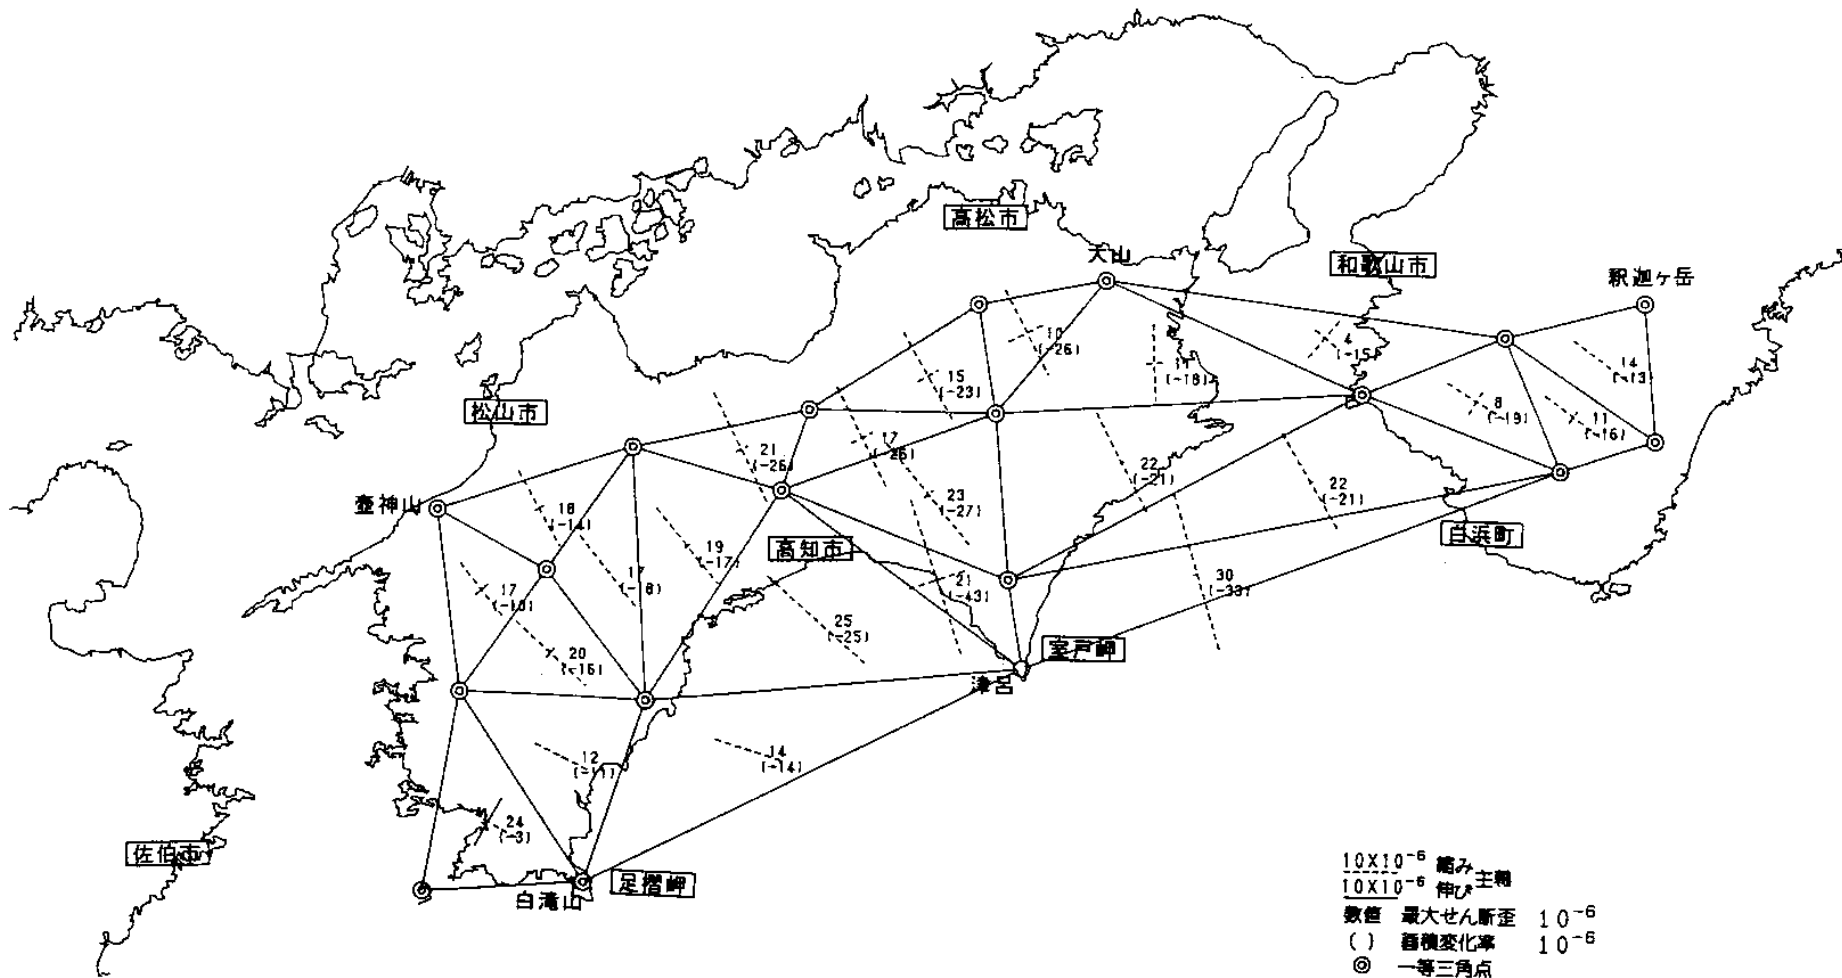 高松市
大山
和歌山市
釈迦ヶ岳
10
(-26)
4
(-15)
14
(-13
15
(-23)
11
(-18)
松山市
8
(-19)
11
(-16)
21
(-26)
17
(-26)
壺神山
22
(-21)
22
(-21)
18
(-14)
23
(-27)
白浜町
高知市
19
(-17)
17
(-8)
17
(-10)
21
(-43)
30
(-33)
25
(-25)
20
(-16)
室戸岬
津呂
12
(-11)
14
(-14)
24
(-3)
佐伯市
足摺岬
白滝山
10X10⁻⁶ 縮み
主軸
10X10⁻⁶ 伸び
数値 最大せん断歪 10⁻⁶
( ) 面積変化率 10⁻⁶
◎ 一等三角点